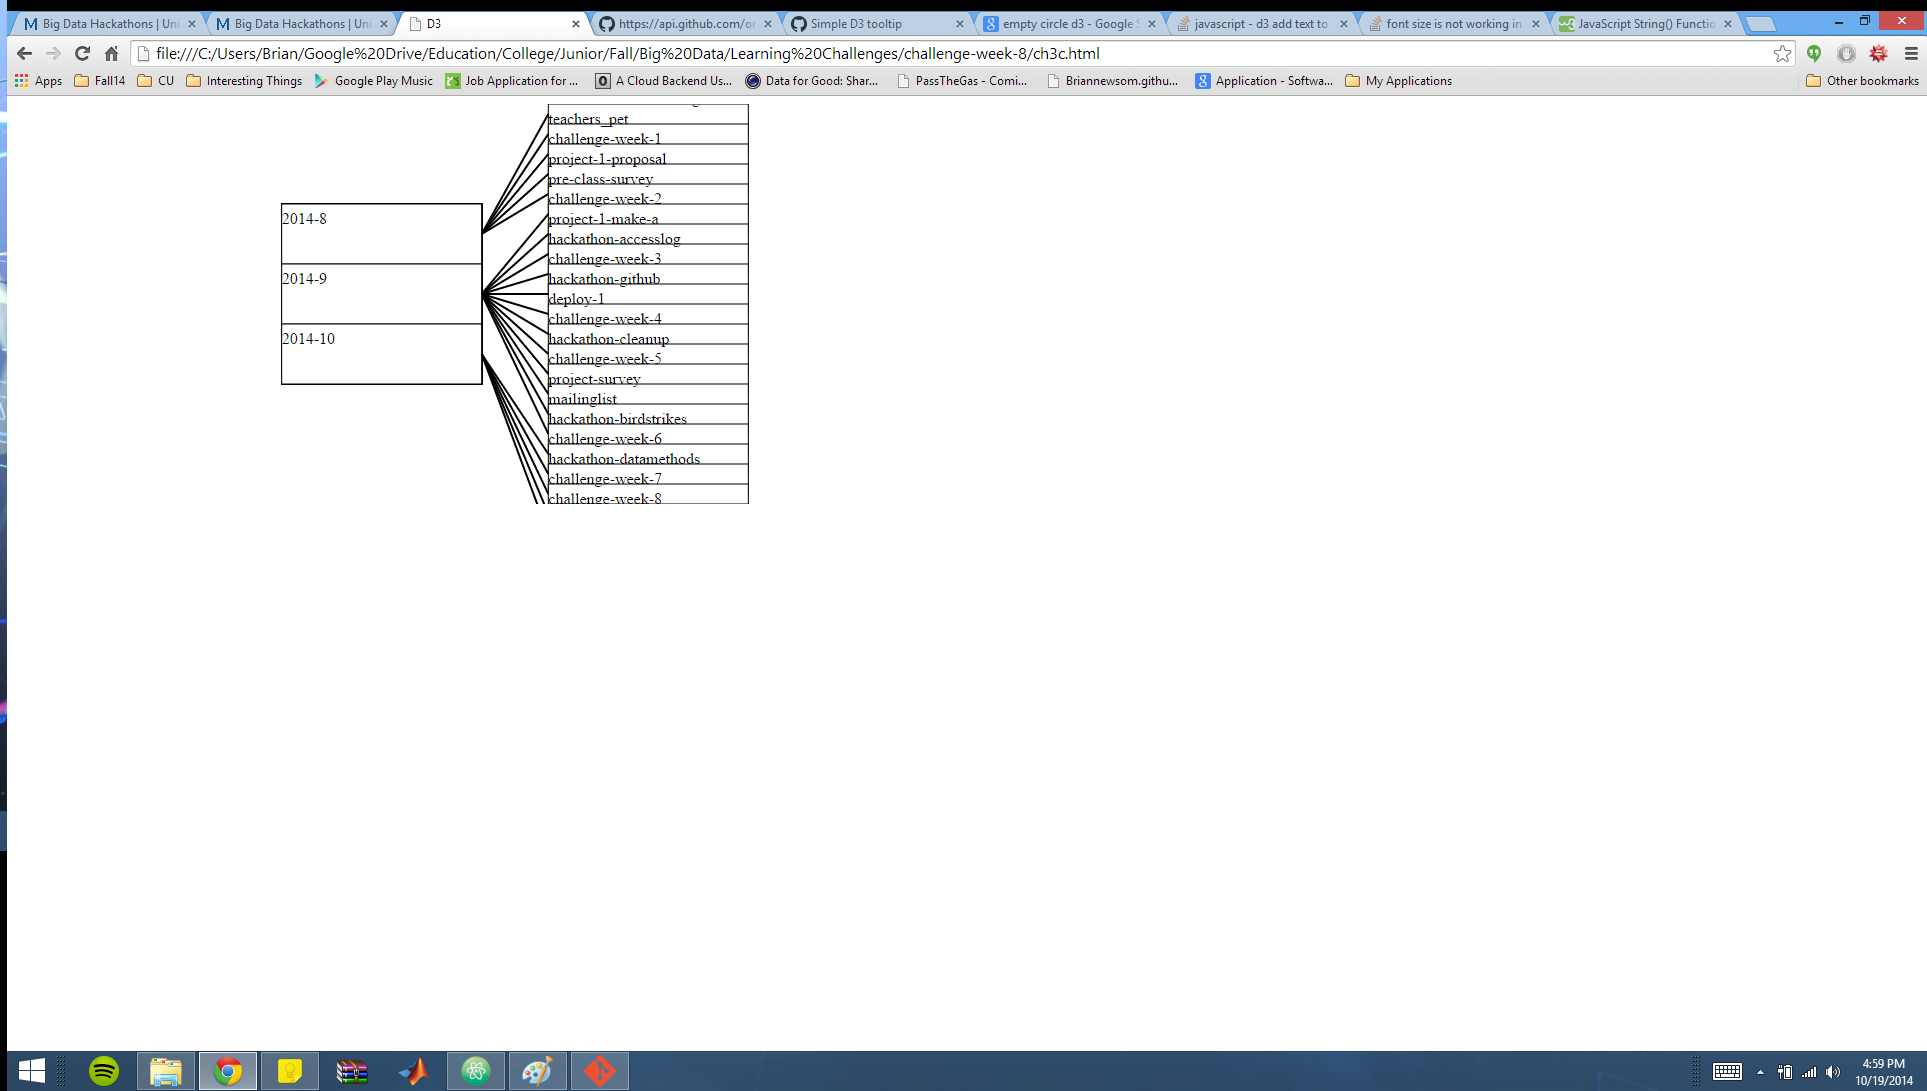 Big Data Hackathons | Uni
Big Data Hackathons | Uni
D3
https://api.github.com/or
Simple D3 tooltip
empty circle d3 - Google S
javascript - d3 add text to
font size is not working in
JavaScript String() Functio
file:///C:/Users/Brian/Google%20Drive/Education/College/Junior/Fall/Big%20Data/Learning%20Challenges/challenge-week-8/ch3c.html
Apps
Fall14
CU
Interesting Things
Google Play Music
Job Application for ...
A Cloud Backend Us...
Data for Good: Shar...
PassTheGas - Comi...
Briannewsom.githu...
Application - Softwa...
My Applications
Other bookmarks
2014-8
2014-9
2014-10
teachers_pet
challenge-week-1
project-1-proposal
pre-class-survey
challenge-week-2
project-1-make-a
hackathon-accesslog
challenge-week-3
hackathon-github
deploy-1
challenge-week-4
hackathon-cleanup
challenge-week-5
project-survey
mailinglist
hackathon-birdstrikes
challenge-week-6
hackathon-datamethods
challenge-week-7
challenge-week-8
4:59 PM
10/19/2014